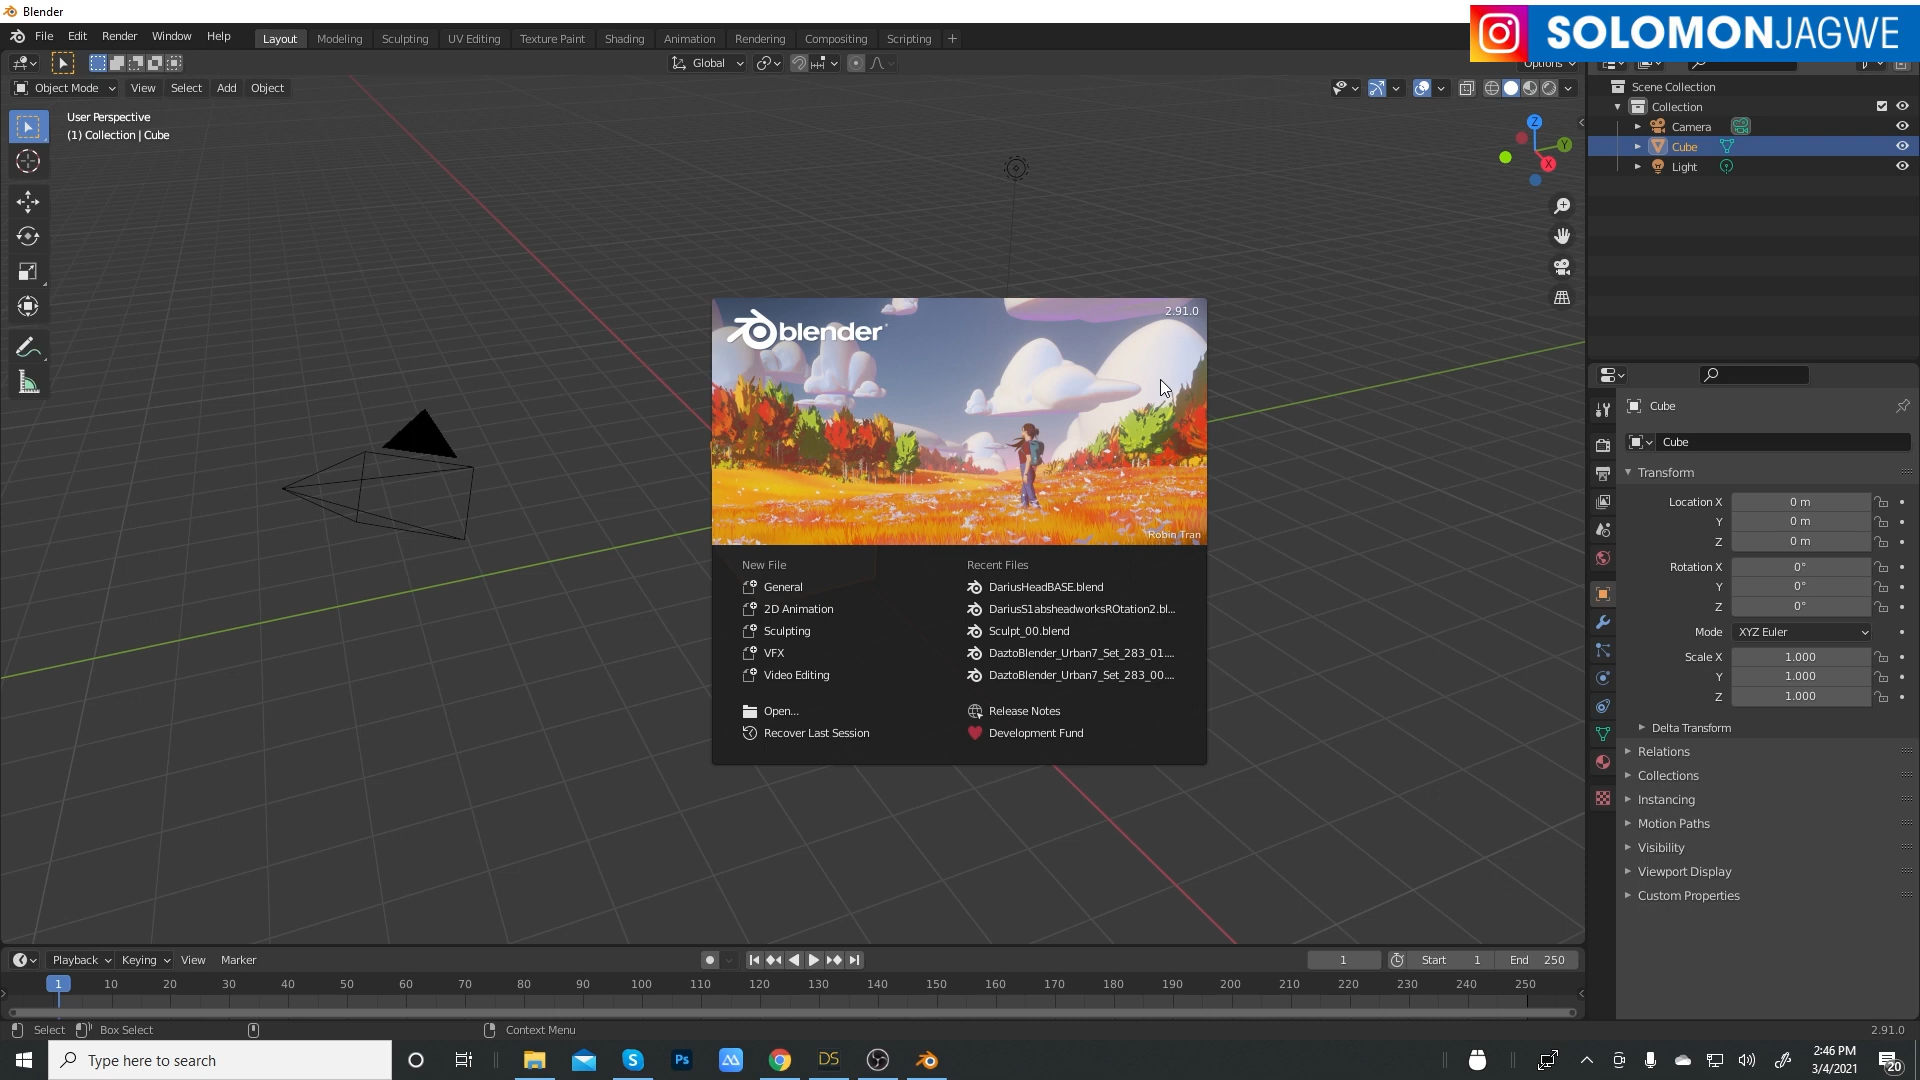 Blender
SOLOMONJAGWE
File Edit Render Window Help Layout Modeling Sculpting UV Editing Texture Paint Shading Animation Rendering Compositing Scripting +
Global
Options
Object Mode View Select Add Object
User Perspective
(1) Collection | Cube
Z
Y
X
Scene Collection
Collection
Camera
Cube
Light
blender
2.91.0
Robin Tran
New File
General
2D Animation
Sculpting
VFX
Video Editing
Open...
Recover Last Session
Recent Files
DariusHeadBASE.blend
DariusS1absheadworksROtation2.bl...
Sculpt_00.blend
DaztoBlender_Urban7_Set_283_01....
DaztoBlender_Urban7_Set_283_00....
Release Notes
Development Fund
Cube
Cube
Transform
Location X 0 m
Y 0 m
Z 0 m
Rotation X 0°
Y 0°
Z 0°
Mode XYZ Euler
Scale X 1.000
Y 1.000
Z 1.000
Delta Transform
Relations
Collections
Instancing
Motion Paths
Visibility
Viewport Display
Custom Properties
Playback Keying View Marker
1 Start 1 End 250
1 10 20 30 40 50 60 70 80 90 100 110 120 130 140 150 160 170 180 190 200 210 220 230 240 250
Select Box Select Context Menu
2.91.0
Type here to search
S Ps DS
2:46 PM
3/4/2021
20